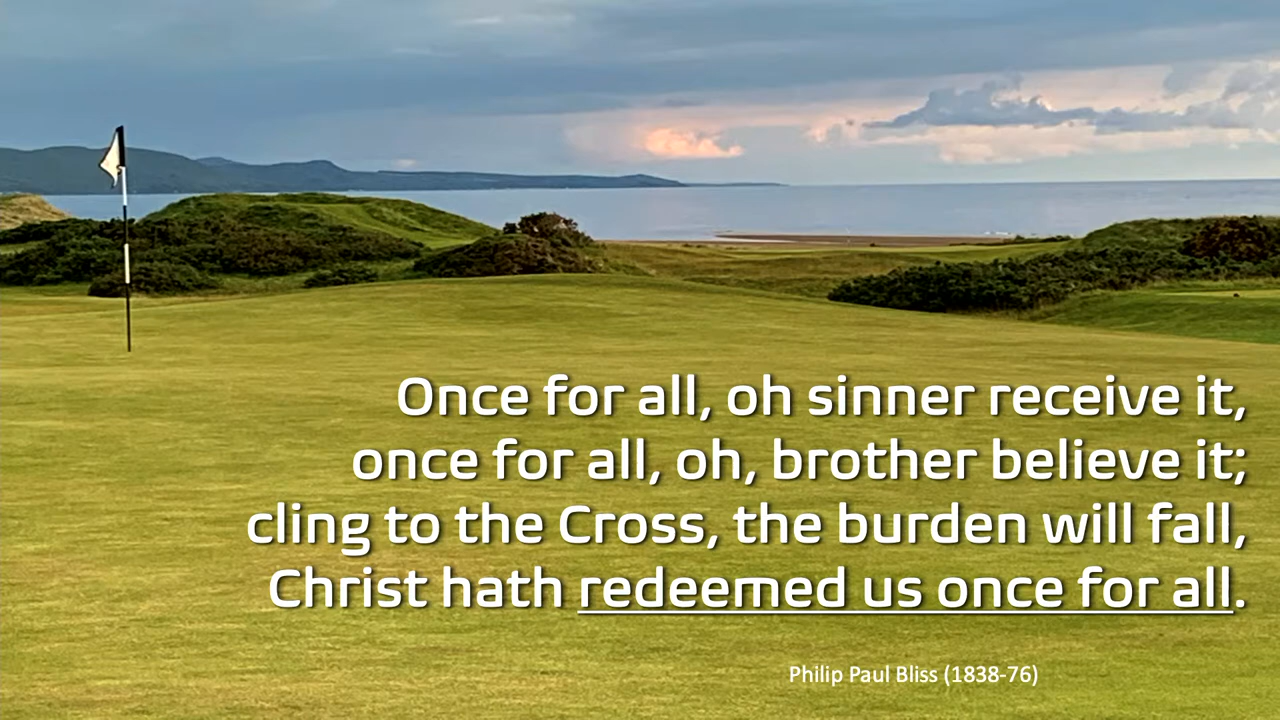 Once for all, oh sinner receive it,
once for all, oh, brother believe it;
cling to the Cross, the burden will fall,
Christ hath redeemed us once for all.
Philip Paul Bliss (1838-76)